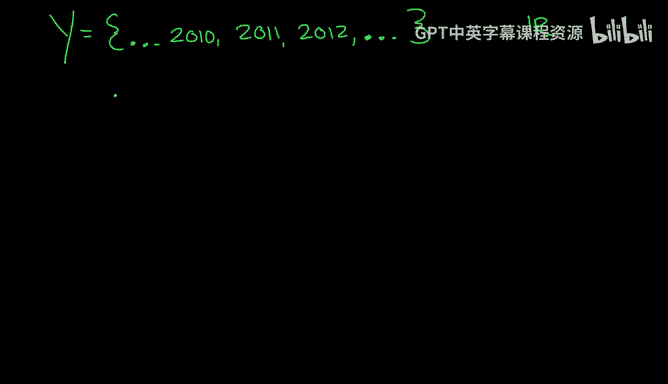 Y = {... 2010, 2011, 2012, ... }
GPT中英字幕课程资源 bilibili